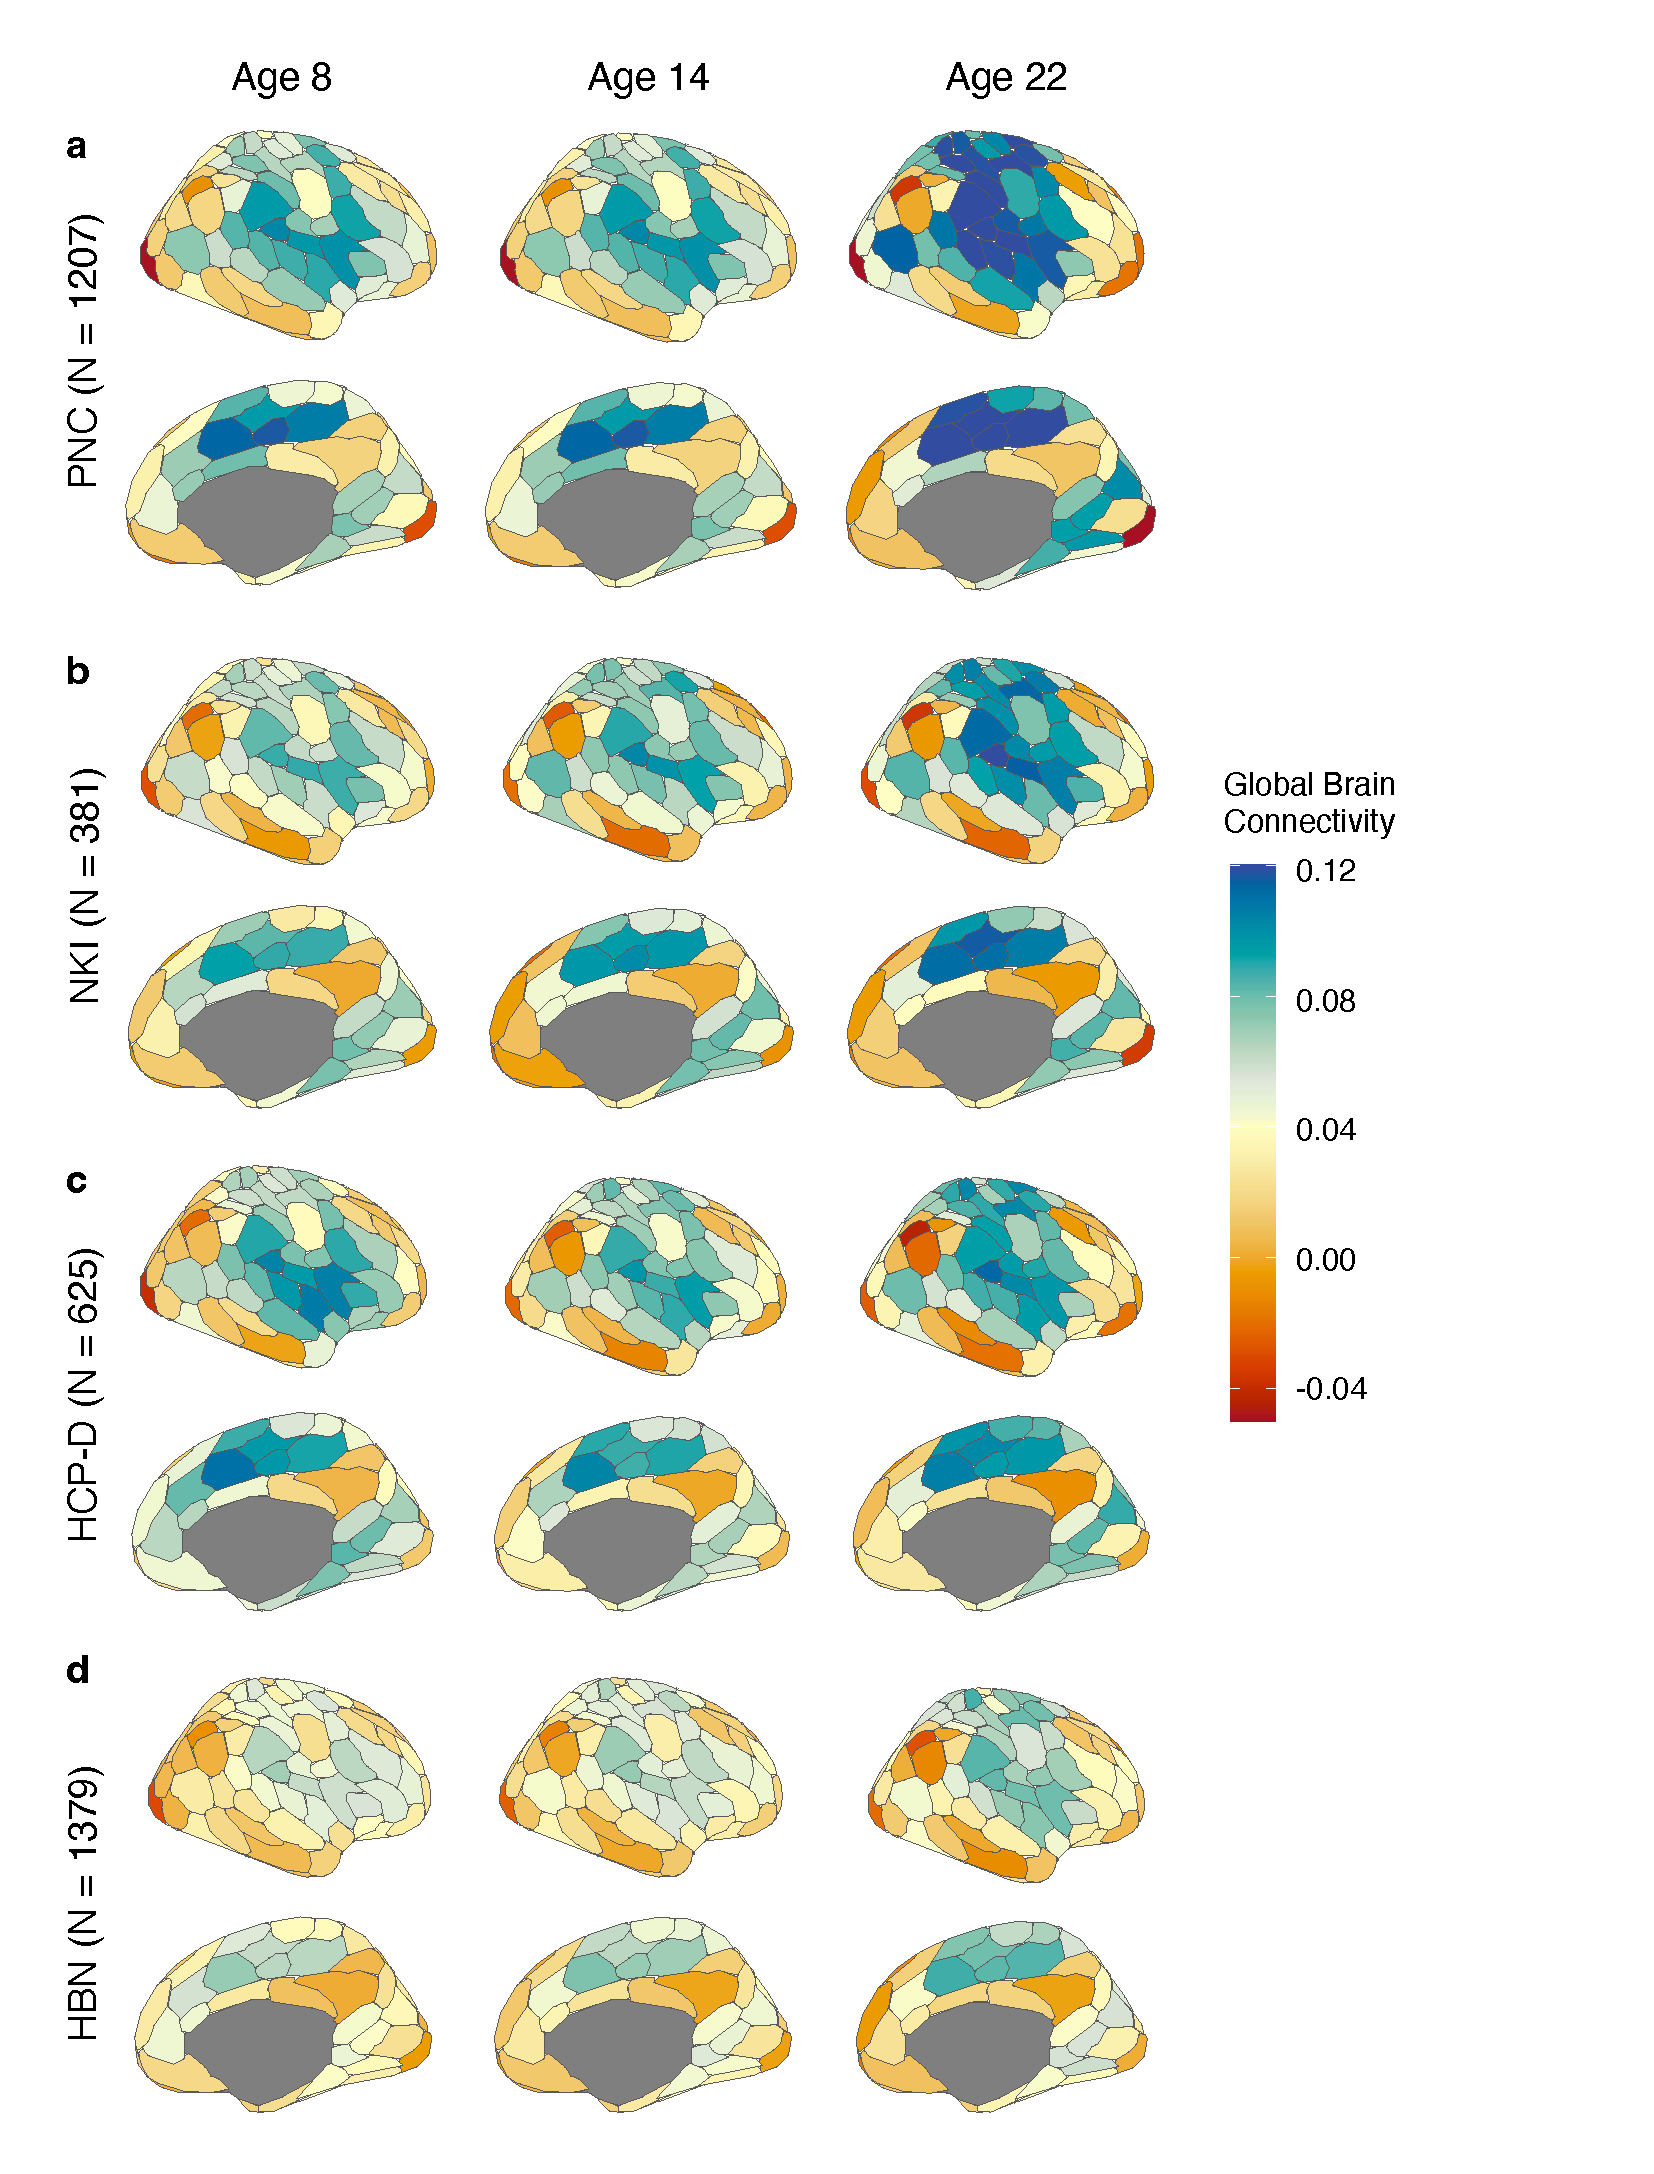 Age 8
Age 14
Age 22
a
PNC (N = 1207)
b
NKI (N = 381)
Global Brain
Connectivity
0.12
0.08
0.04
0.00
-0.04
c
HCP-D (N = 625)
d
HBN (N = 1379)